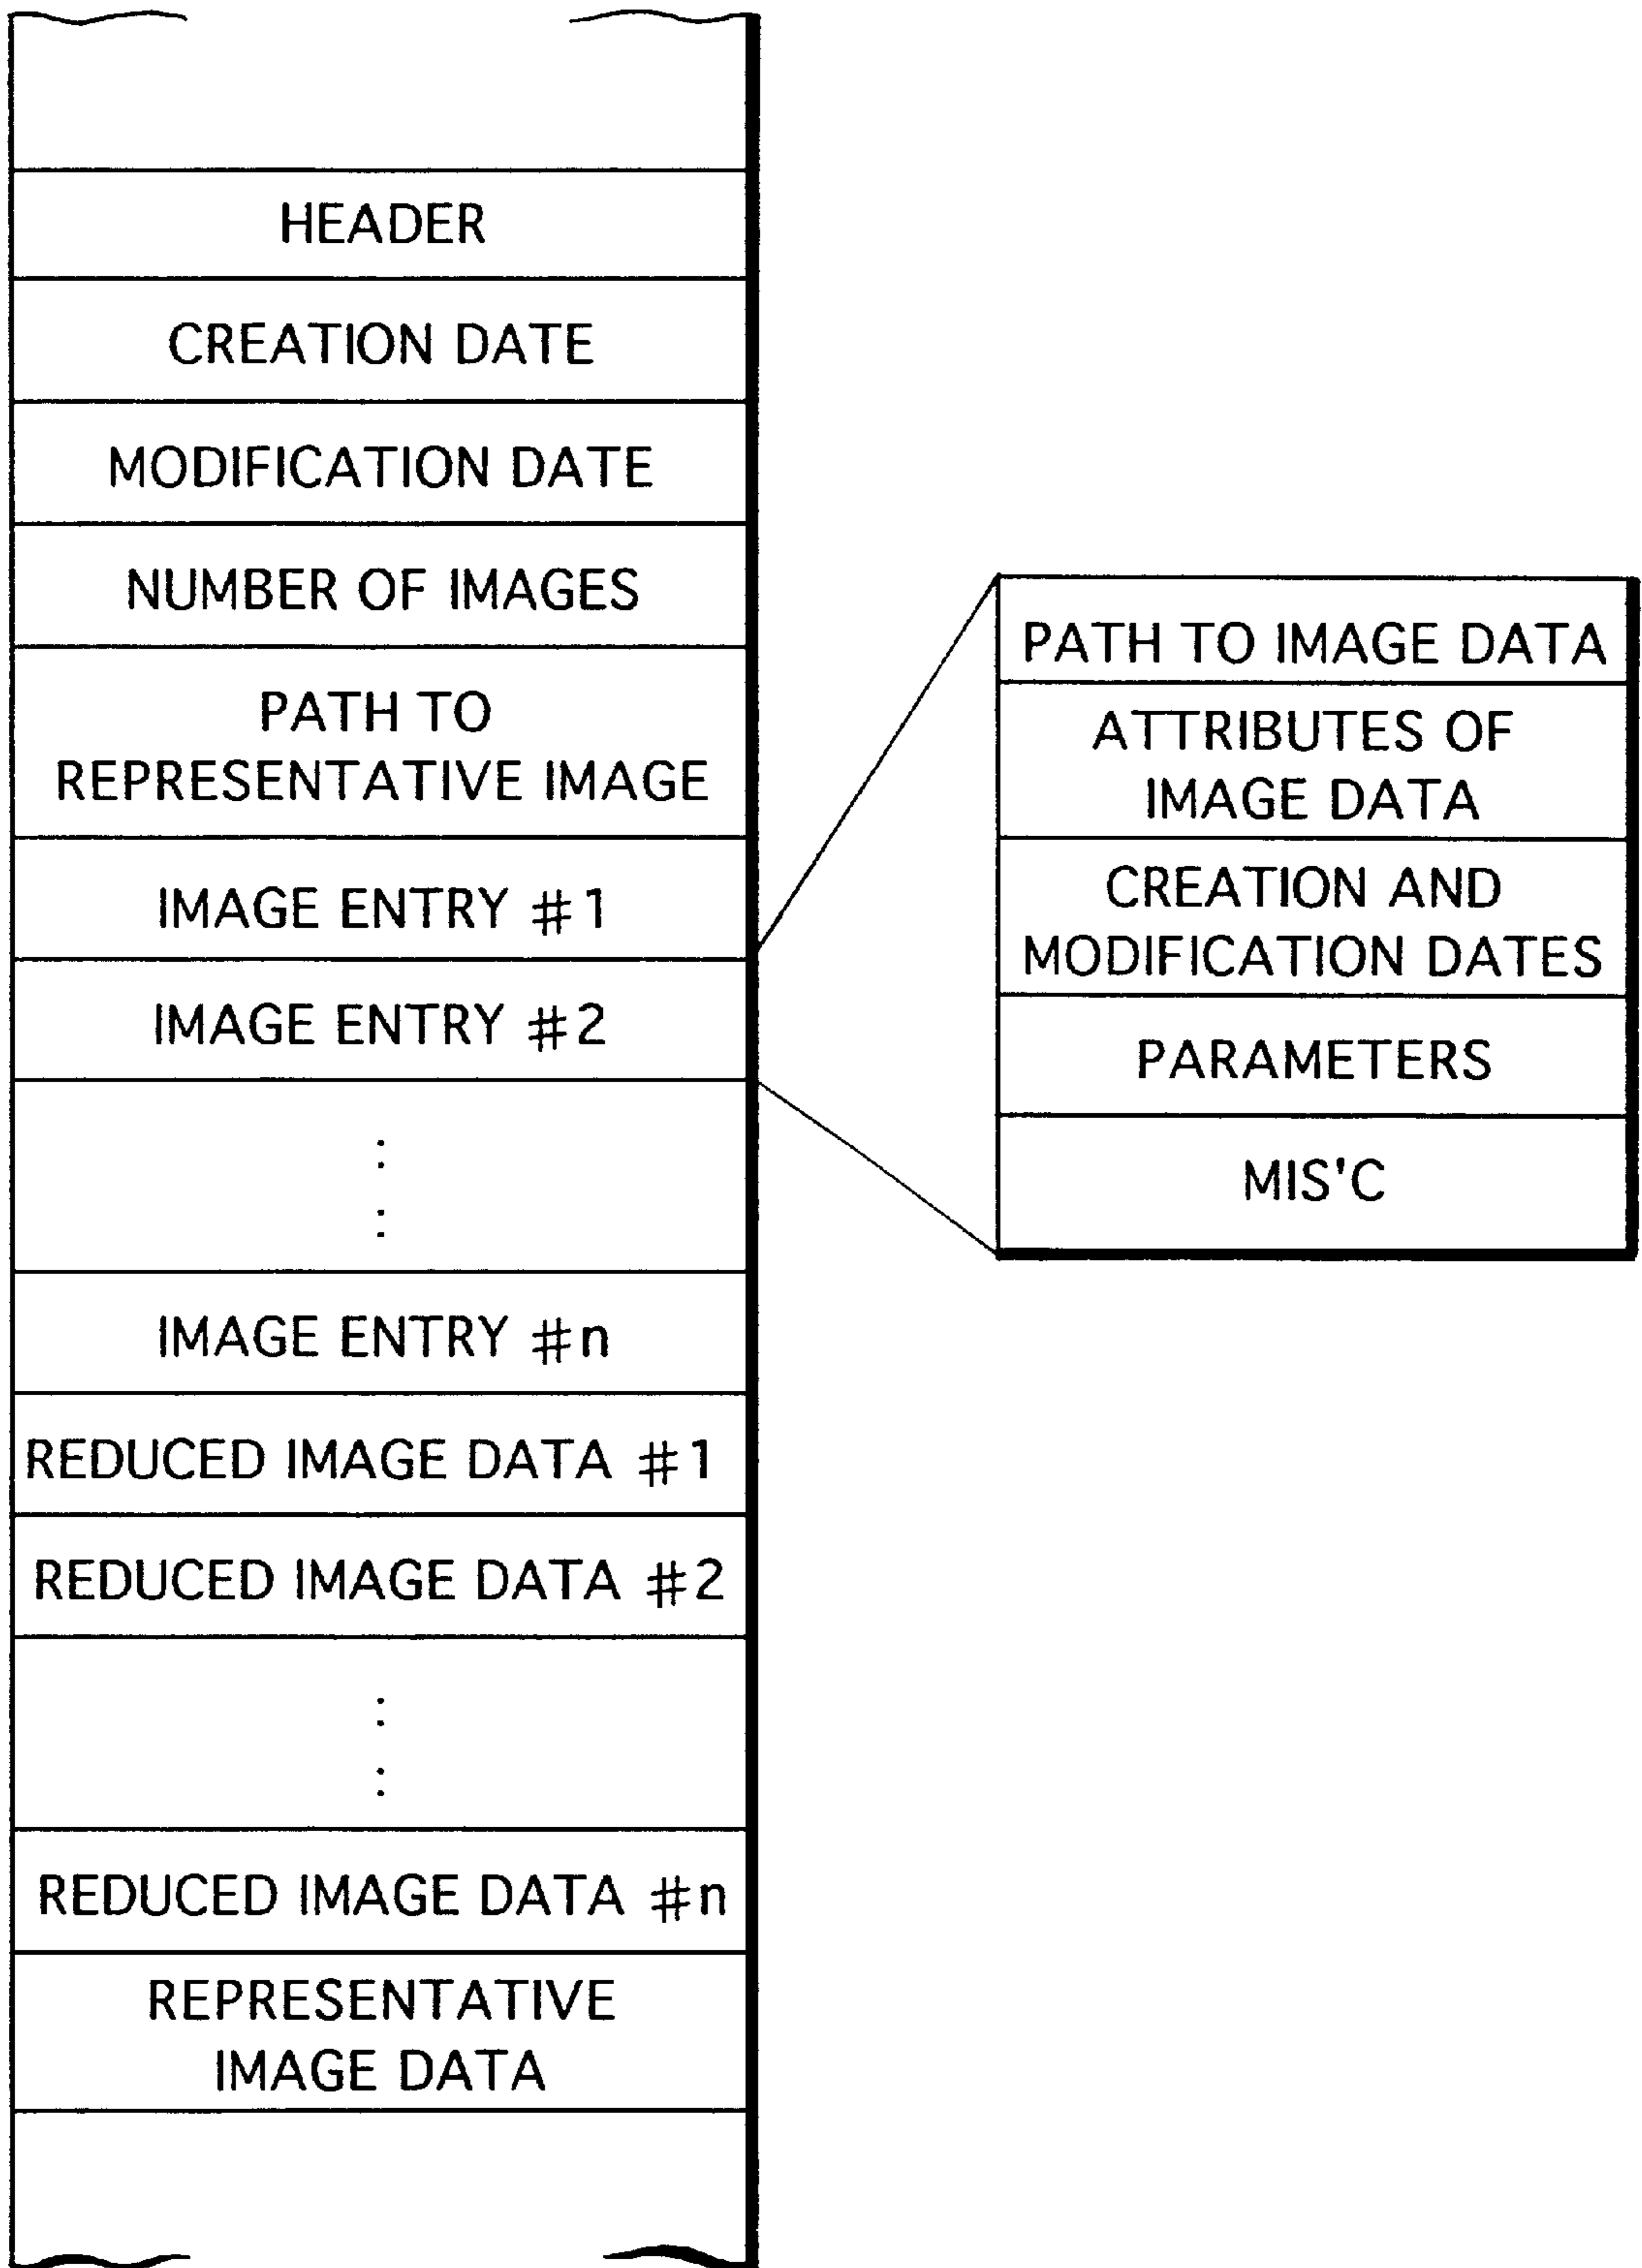 HEADER
CREATION DATE
MODIFICATION DATE
NUMBER OF IMAGES
PATH TO
REPRESENTATIVE IMAGE
IMAGE ENTRY #1
IMAGE ENTRY #2
:
:
IMAGE ENTRY #n
REDUCED IMAGE DATA #1
REDUCED IMAGE DATA #2
:
:
REDUCED IMAGE DATA #n
REPRESENTATIVE
IMAGE DATA
PATH TO IMAGE DATA
ATTRIBUTES OF
IMAGE DATA
CREATION AND
MODIFICATION DATES
PARAMETERS
MIS'C